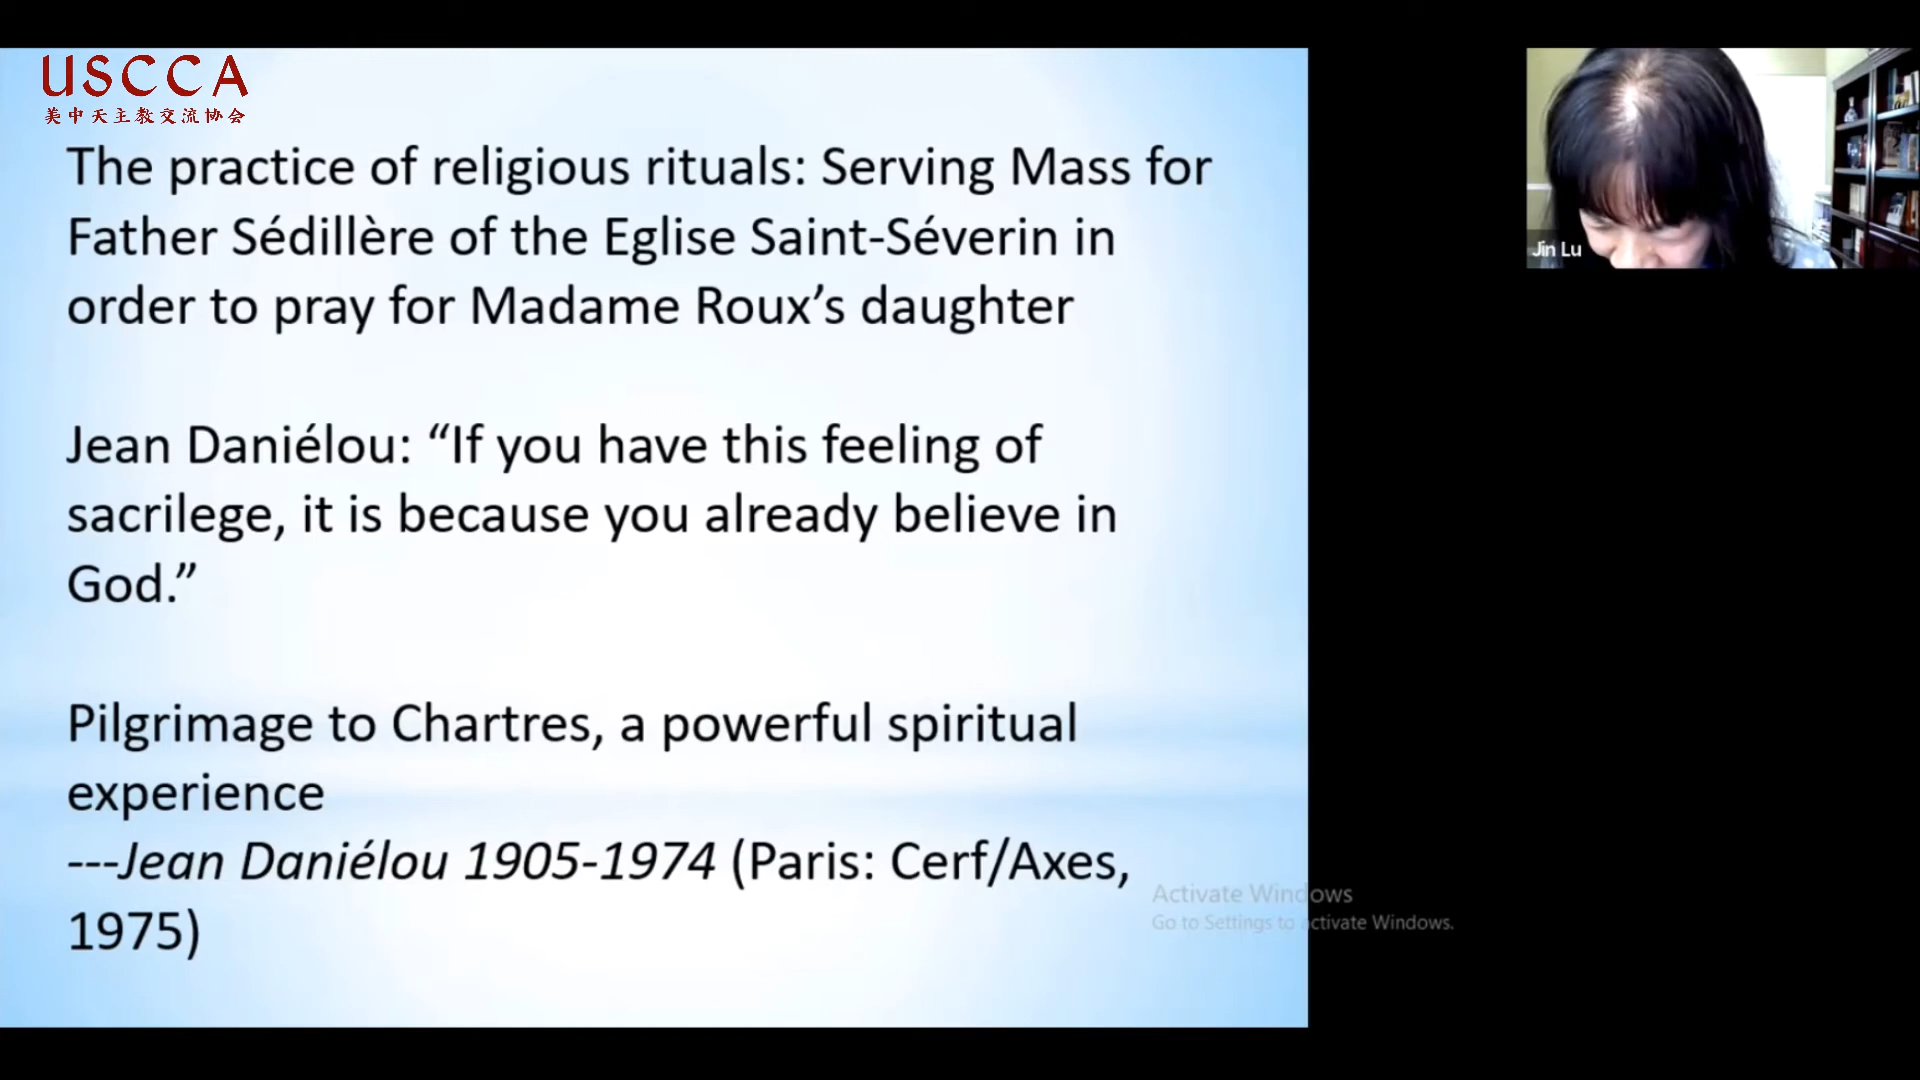 USCCA
美中天主教交流协会
The practice of religious rituals: Serving Mass for
Father Sédillère of the Eglise Saint-Séverin in
order to pray for Madame Roux’s daughter
Jean Daniélou: “If you have this feeling of
sacrilege, it is because you already believe in
God.”
Pilgrimage to Chartres, a powerful spiritual
experience
---Jean Daniélou 1905-1974 (Paris: Cerf/Axes,
1975)
Jin Lu
Activate Windows
Go to Settings to activate Windows.